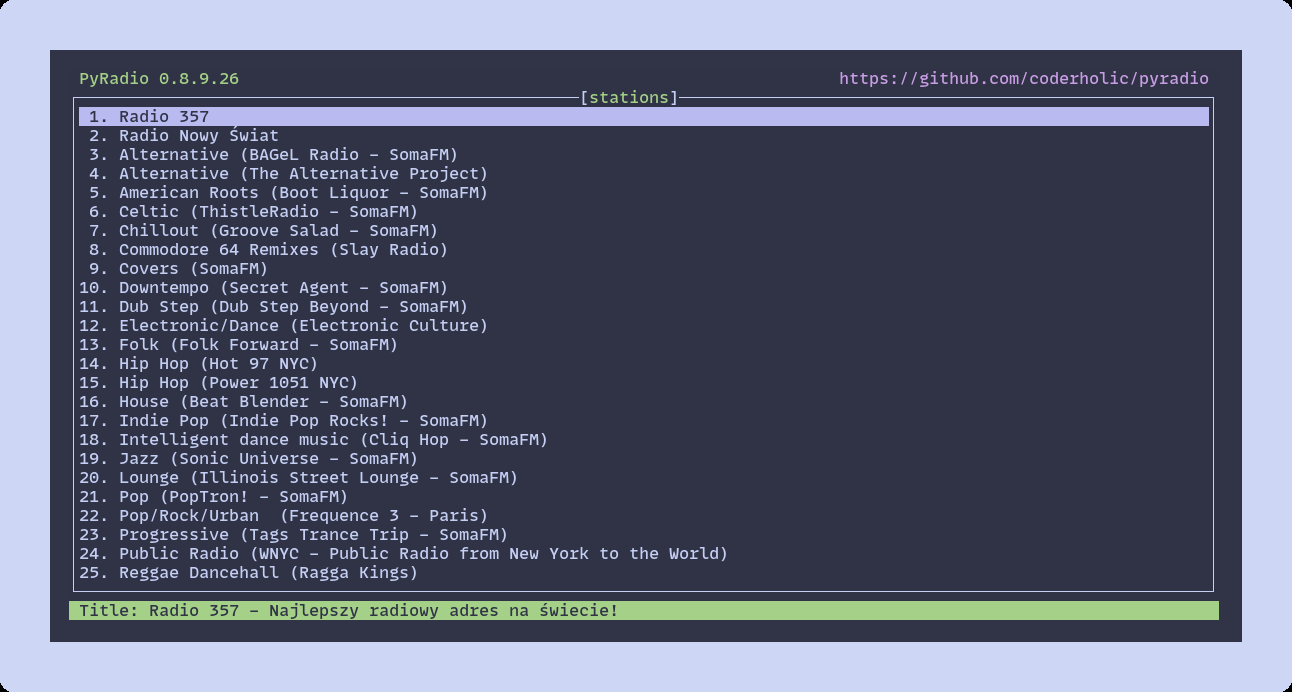 PyRadio 0.8.9.26 https://github.com/coderholic/pyradio
[stations]
1. Radio 357
2. Radio Nowy Świat
3. Alternative (BAGeL Radio – SomaFM)
4. Alternative (The Alternative Project)
5. American Roots (Boot Liquor – SomaFM)
6. Celtic (ThistleRadio – SomaFM)
7. Chillout (Groove Salad – SomaFM)
8. Commodore 64 Remixes (Slay Radio)
9. Covers (SomaFM)
10. Downtempo (Secret Agent – SomaFM)
11. Dub Step (Dub Step Beyond – SomaFM)
12. Electronic/Dance (Electronic Culture)
13. Folk (Folk Forward – SomaFM)
14. Hip Hop (Hot 97 NYC)
15. Hip Hop (Power 1051 NYC)
16. House (Beat Blender – SomaFM)
17. Indie Pop (Indie Pop Rocks! – SomaFM)
18. Intelligent dance music (Cliq Hop – SomaFM)
19. Jazz (Sonic Universe – SomaFM)
20. Lounge (Illinois Street Lounge – SomaFM)
21. Pop (PopTron! – SomaFM)
22. Pop/Rock/Urban  (Frequence 3 – Paris)
23. Progressive (Tags Trance Trip – SomaFM)
24. Public Radio (WNYC – Public Radio from New York to the World)
25. Reggae Dancehall (Ragga Kings)
Title: Radio 357 – Najlepszy radiowy adres na świecie!